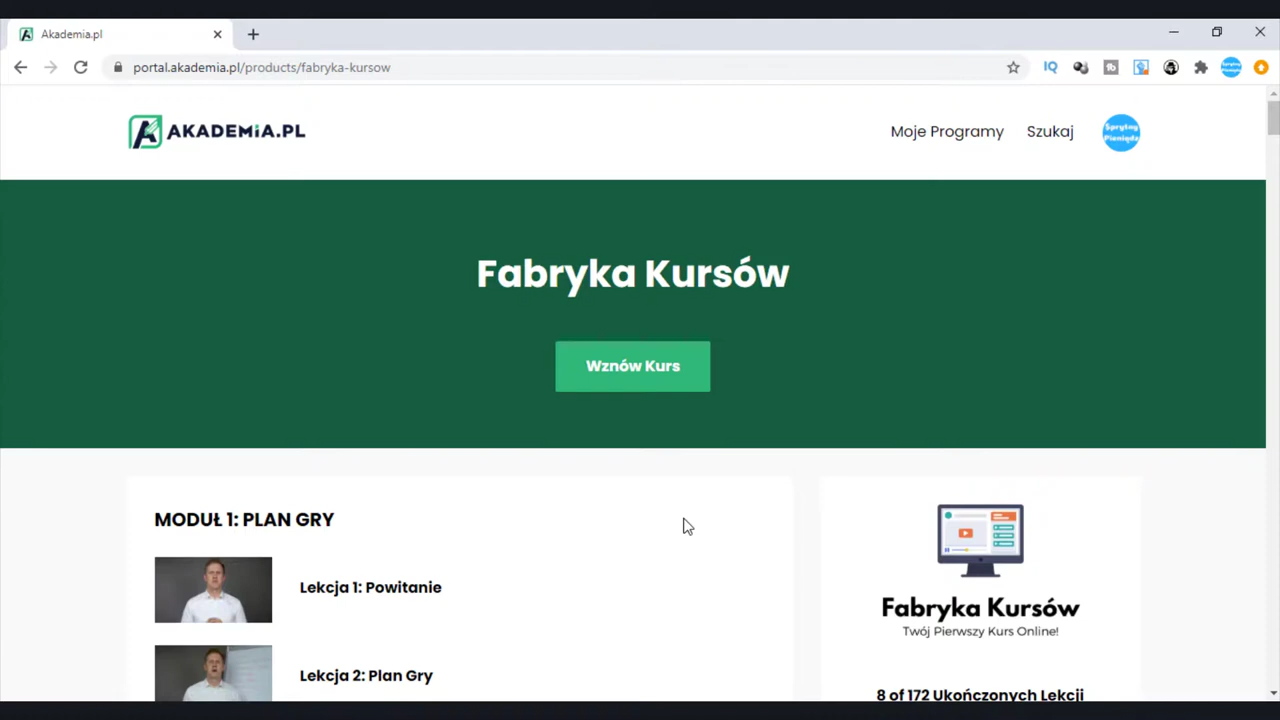 Akademia.pl
portal.akademia.pl/products/fabryka-kursow
AKADEMiA.PL
Moje Programy
Szukaj
Sprytny
Pieniądz
Fabryka Kursów
Wznów Kurs
MODUŁ 1: PLAN GRY
Lekcja 1: Powitanie
Lekcja 2: Plan Gry
Fabryka Kursów
Twój Pierwszy Kurs Online!
8 of 172 Ukończonych Lekcji